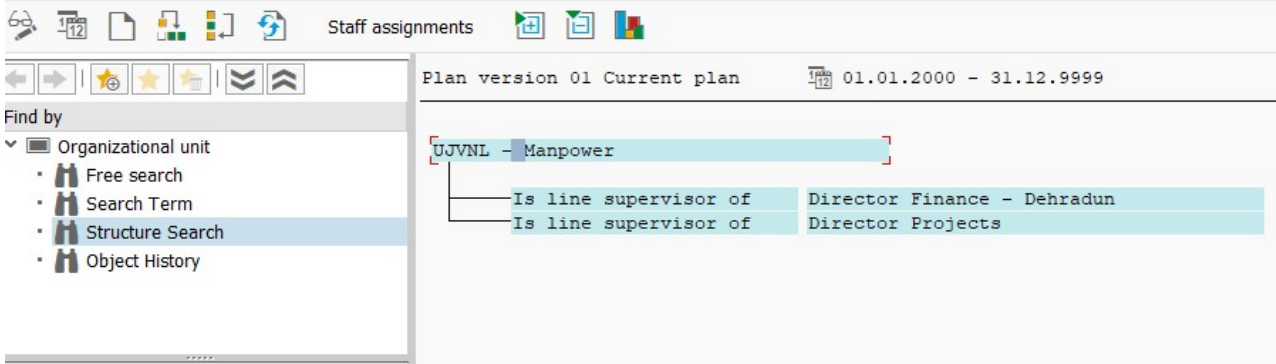 Staff assignments
Find by
Organizational unit
Free search
Search Term
Structure Search
Object History
Plan version 01 Current plan 01.01.2000 - 31.12.9999
UJVNL - Manpower
Is line supervisor of Director Finance - Dehradun
Is line supervisor of Director Projects